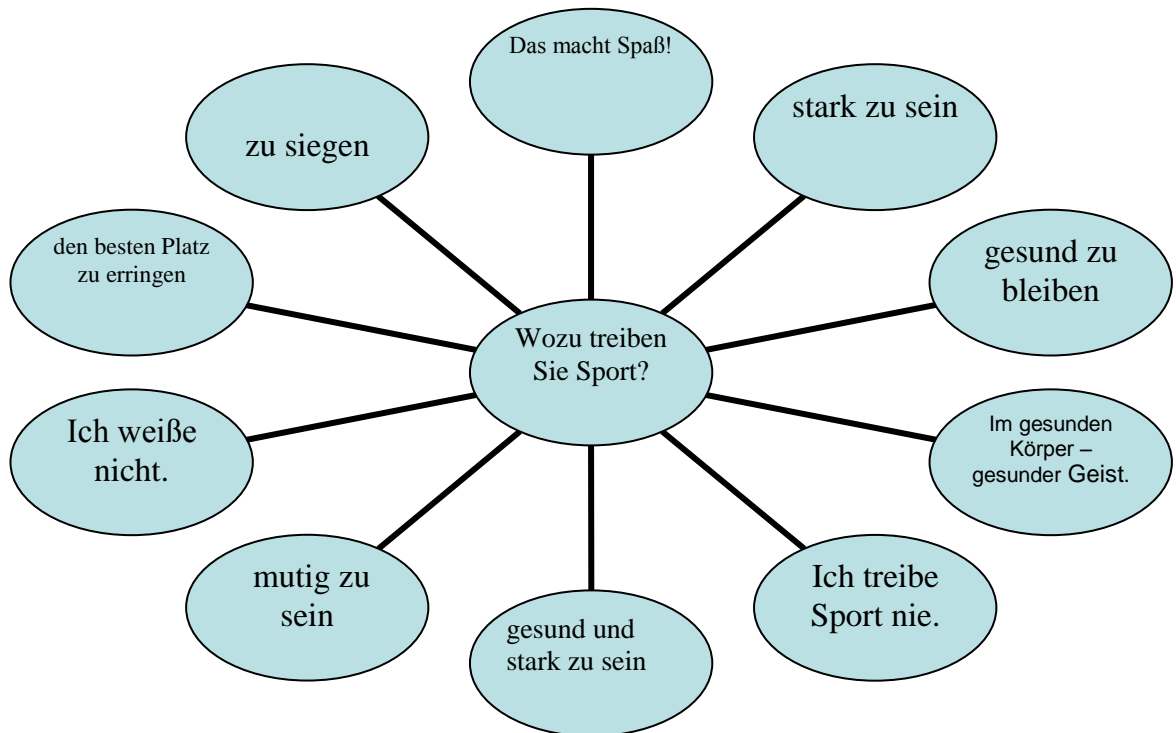 Das macht Spaß!
stark zu sein
zu siegen
gesund zu
bleiben
den besten Platz
zu erringen
Wozu treiben
Sie Sport?
Ich weiße
nicht.
Im gesunden
Körper –
gesunder Geist.
mutig zu
sein
Ich treibe
Sport nie.
gesund und
stark zu sein